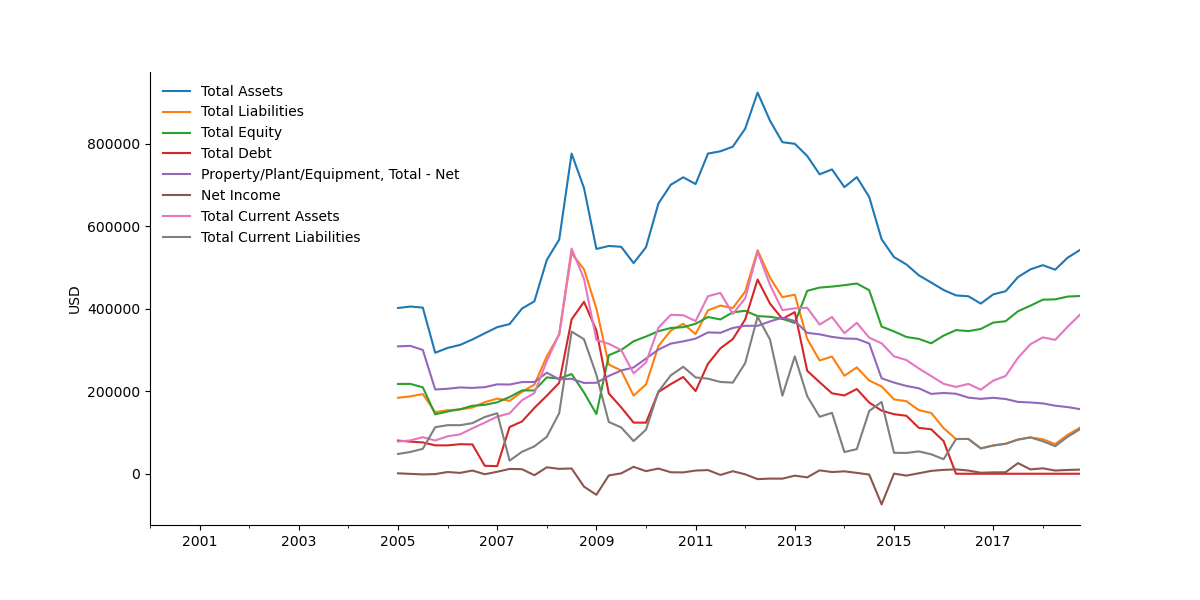 Total Assets
Total Liabilities
Total Equity
Total Debt
Property/Plant/Equipment, Total - Net
Net Income
Total Current Assets
Total Current Liabilities
USD
800000
600000
400000
200000
0
2001 2003 2005 2007 2009 2011 2013 2015 2017